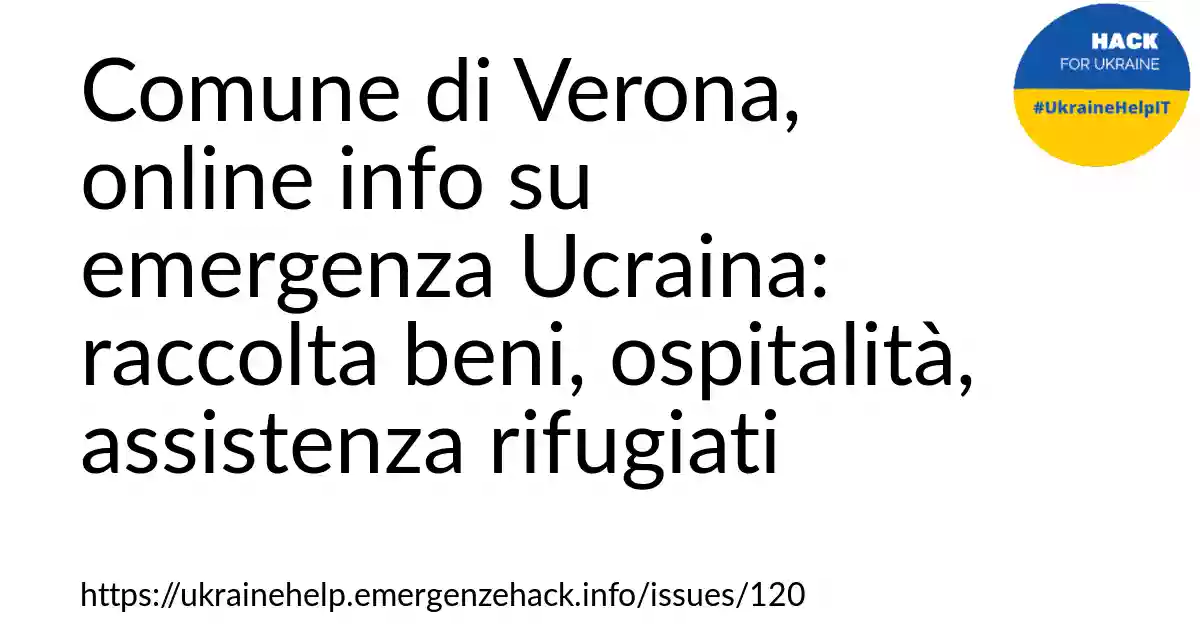 HACK
FOR UKRAINE
#UkraineHelpIT
Comune di Verona,
online info su
emergenza Ucraina:
raccolta beni, ospitalità,
assistenza rifugiati
https://ukrainehelp.emergenzehack.info/issues/120